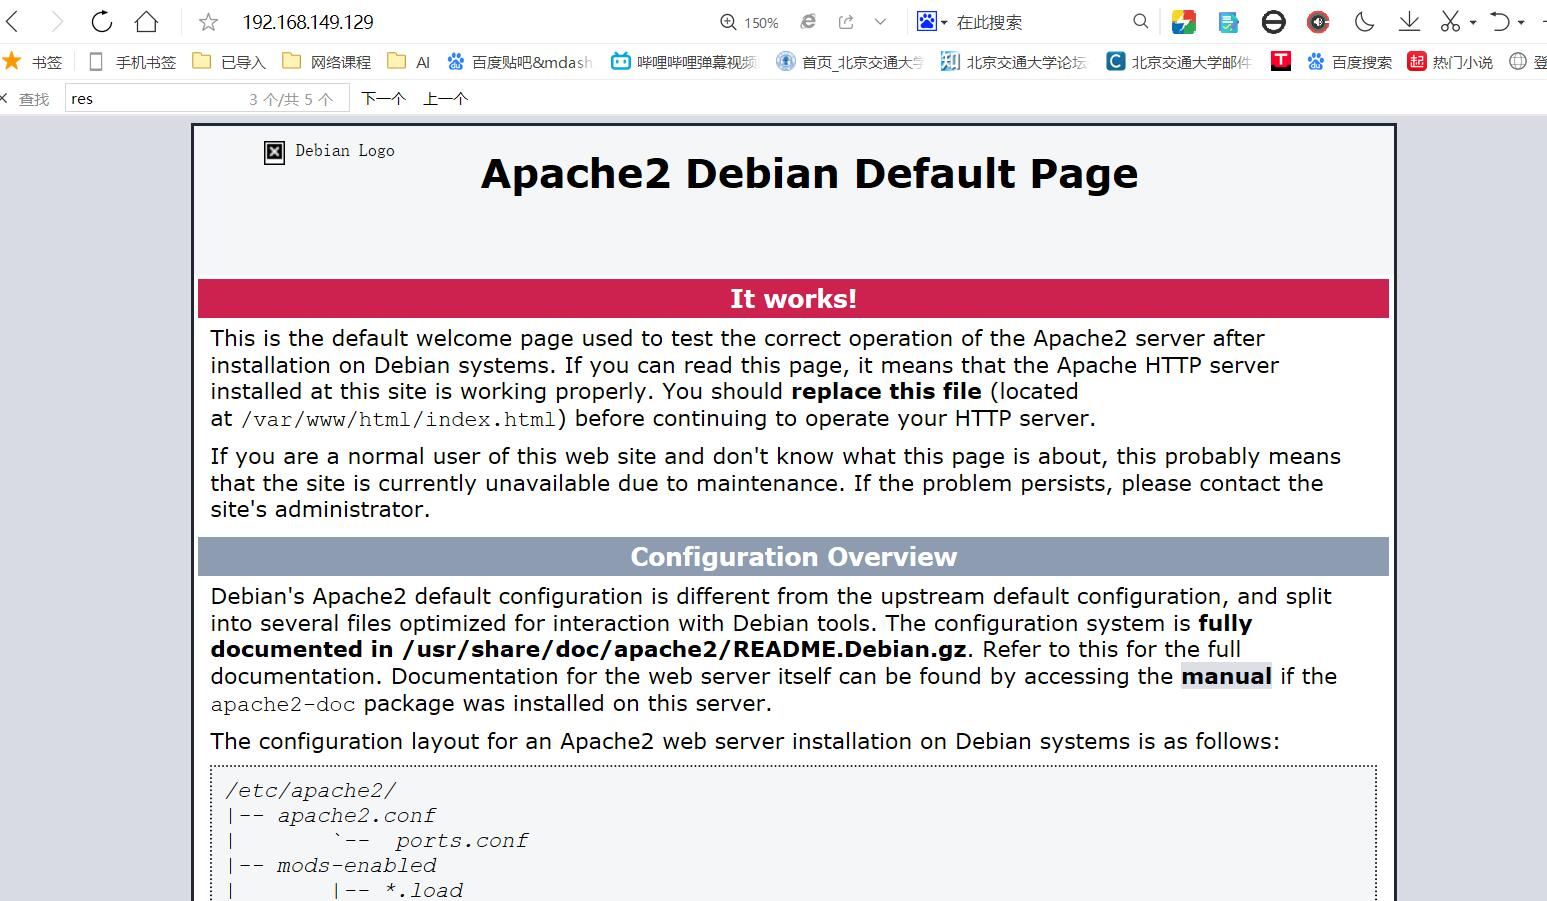 192.168.149.129 150% 在此搜索
书签 手机书签 已导入 网络课程 AI 百度贴吧&mdash 哔哩哔哩弹幕视频 首页_北京交通大学 知 北京交通大学论坛 C 北京交通大学邮件 T 百度搜索 起 热门小说 登
查找 res 3 个/共 5 个 下一个 上一个
Debian Logo
Apache2 Debian Default Page
It works!
This is the default welcome page used to test the correct operation of the Apache2 server after
installation on Debian systems. If you can read this page, it means that the Apache HTTP server
installed at this site is working properly. You should replace this file (located
at /var/www/html/index.html) before continuing to operate your HTTP server.
If you are a normal user of this web site and don't know what this page is about, this probably means
that the site is currently unavailable due to maintenance. If the problem persists, please contact the
site's administrator.
Configuration Overview
Debian's Apache2 default configuration is different from the upstream default configuration, and split
into several files optimized for interaction with Debian tools. The configuration system is fully
documented in /usr/share/doc/apache2/README.Debian.gz. Refer to this for the full
documentation. Documentation for the web server itself can be found by accessing the manual if the
apache2-doc package was installed on this server.
The configuration layout for an Apache2 web server installation on Debian systems is as follows:
/etc/apache2/
|-- apache2.conf
|       `--  ports.conf
|-- mods-enabled
|       |-- *.load